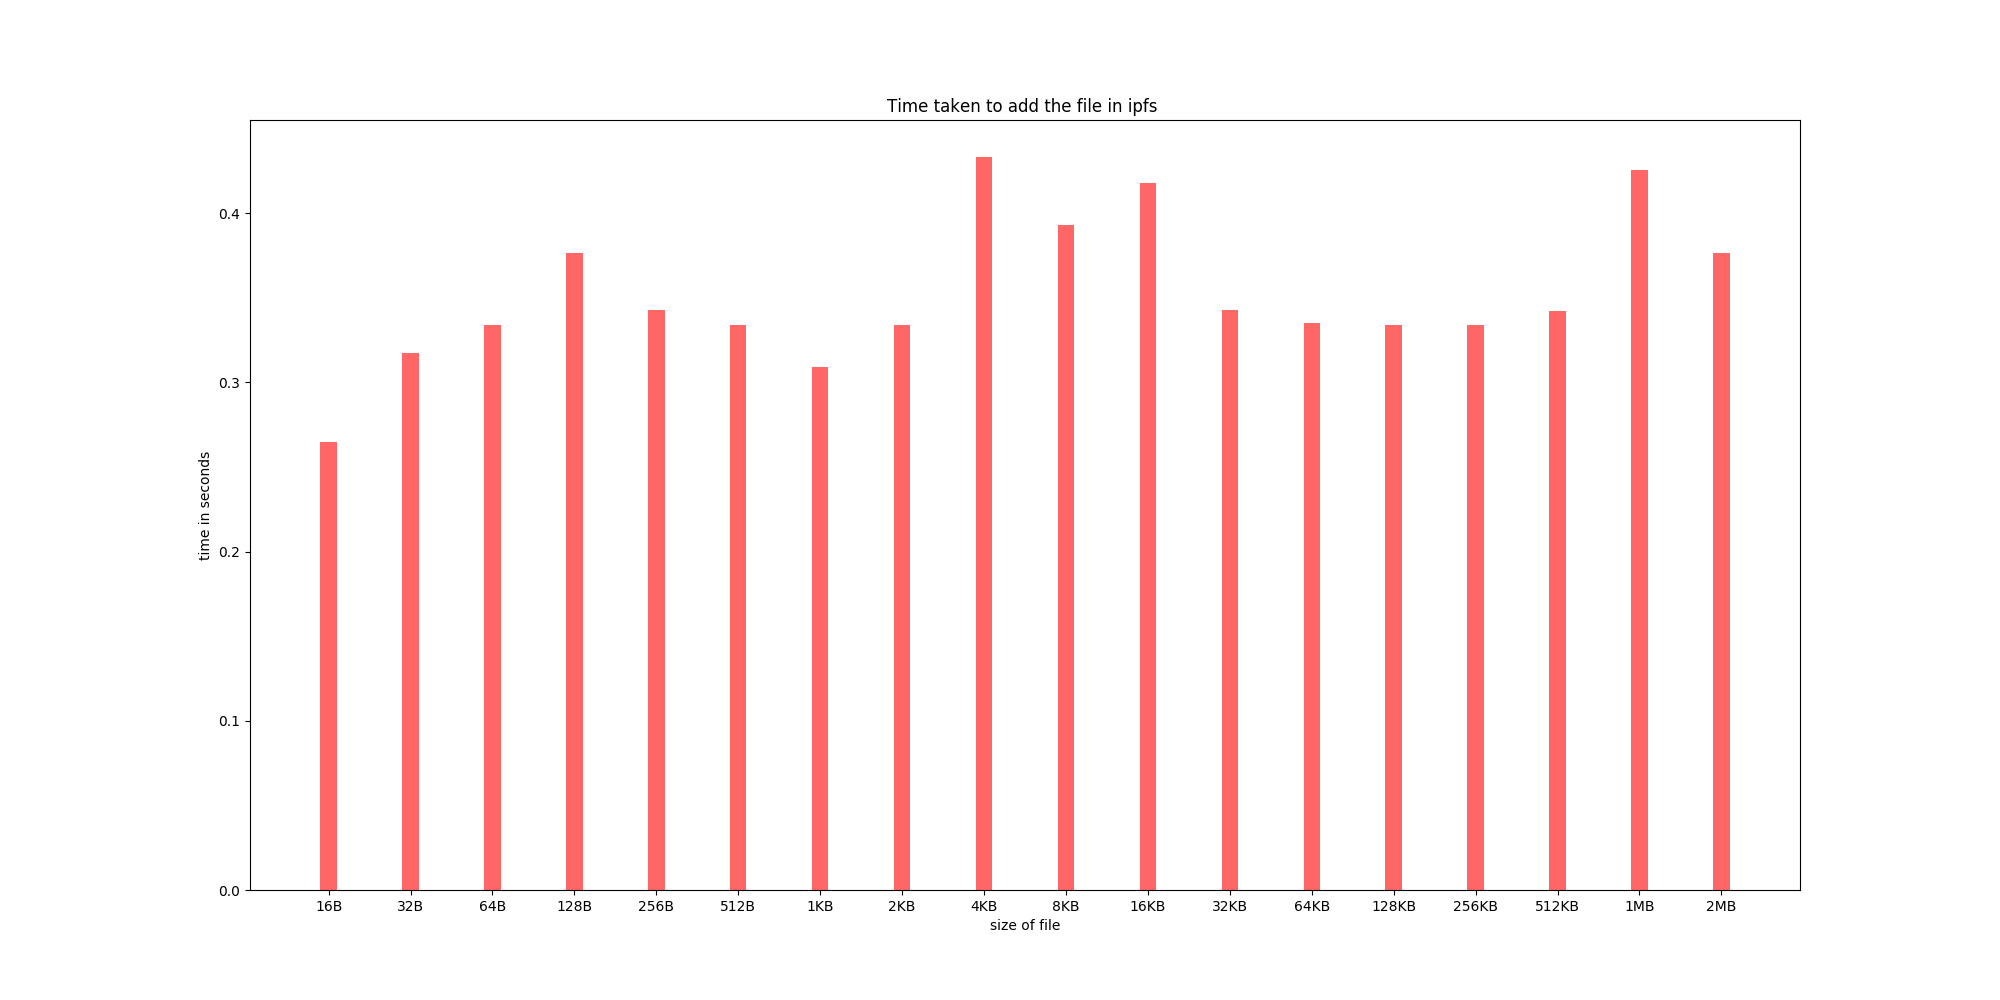 Time taken to add the file in ipfs
time in seconds
0.4
0.3
0.2
0.1
0.0
16B 32B 64B 128B 256B 512B 1KB 2KB 4KB 8KB 16KB 32KB 64KB 128KB 256KB 512KB 1MB 2MB
size of file